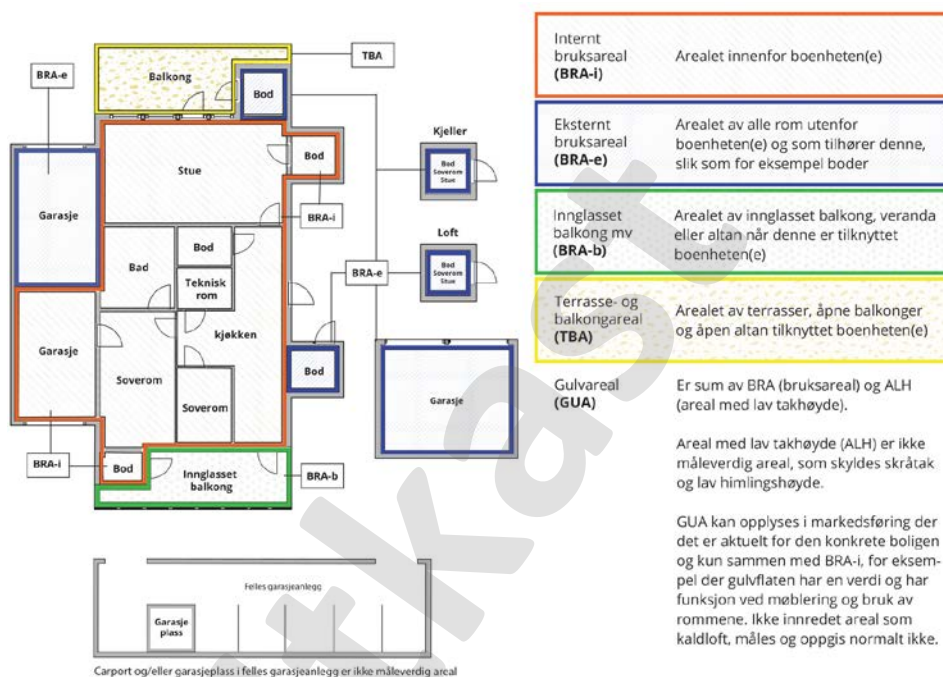 TBA
BRA-e
Balkong
Bod
Kjeller
Bod
Soverom
Stue
Stue
Bod
BRA-i
Garasje
Loft
Bod
Soverom
Stue
Bad
Bod
Teknisk
rom
BRA-e
kjøkken
Garasje
Soverom
Soverom
Bod
Garasje
BRA-i
Bod
Innglasset
balkong
BRA-b
Felles garasjeanlegg
Garasje
plass
Carport og/eller garasjeplass i felles garasjeanlegg er ikke måleverdig areal
Internt
bruksareal
(BRA-i)
Arealet innenfor boenheten(e)
Eksternt
bruksareal
(BRA-e)
Arealet av alle rom utenfor
boenheten(e) og som tilhører denne,
slik som for eksempel boder
Innglasset
balkong mv
(BRA-b)
Arealet av innglasset balkong, veranda
eller altan når denne er tilknyttet
boenheten(e)
Terrasse- og
balkongareal
(TBA)
Arealet av terrasser, åpne balkonger
og åpen altan tilknyttet boenheten(e)
Gulvareal
(GUA)
Er sum av BRA (bruksareal) og ALH
(areal med lav takhøyde).
Areal med lav takhøyde (ALH) er ikke
måleverdig areal, som skyldes skråtak
og lav himlingshøyde.
GUA kan opplyses i markedsføring der
det er aktuelt for den konkrete boligen
og kun sammen med BRA-i, for eksem-
pel der gulvflaten har en verdi og har
funksjon ved møblering og bruk av
rommene. Ikke innredet areal som
kaldloft, måles og oppgis normalt ikke.